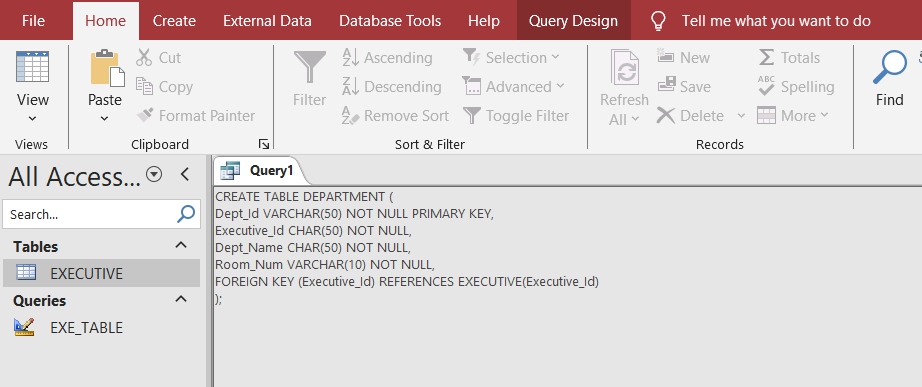 File Home Create External Data Database Tools Help Query Design Tell me what you want to do
View
Views
Paste
Cut
Copy
Format Painter
Clipboard
Filter
Ascending
Descending
Remove Sort
Selection
Advanced
Toggle Filter
Sort & Filter
Refresh
All
New
Save
Delete
Totals
Spelling
More
Records
Find
All Access...
Search...
Tables
EXECUTIVE
Queries
EXE_TABLE
Query1
CREATE TABLE DEPARTMENT (
Dept_Id VARCHAR(50) NOT NULL PRIMARY KEY,
Executive_Id CHAR(50) NOT NULL,
Dept_Name CHAR(50) NOT NULL,
Room_Num VARCHAR(10) NOT NULL,
FOREIGN KEY (Executive_Id) REFERENCES EXECUTIVE(Executive_Id)
);